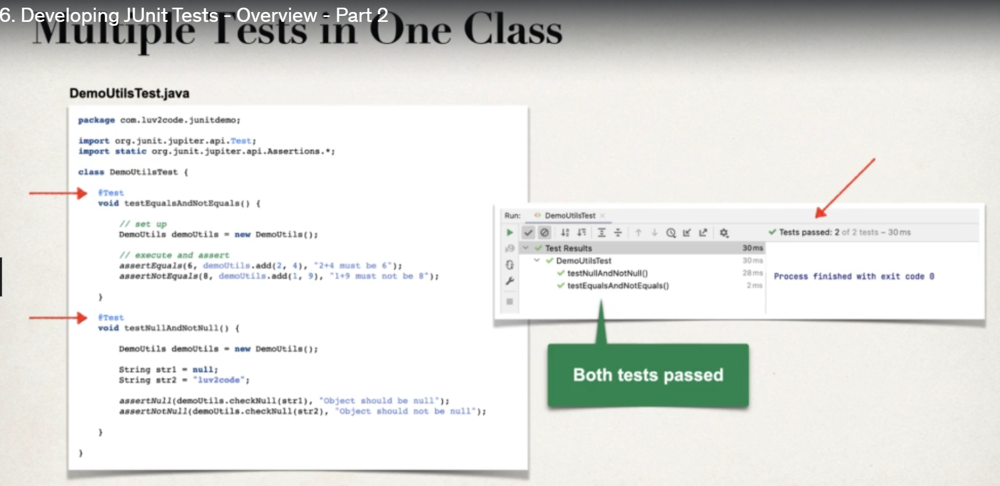 6. Developing JUnit Tests - Overview - Part 2
Multiple Tests in One Class
DemoUtilsTest.java
package com.luv2code.junitdemo;
import org.junit.jupiter.api.Test;
import static org.junit.jupiter.api.Assertions.*;
class DemoUtilsTest {
@Test
void testEqualsAndNotEquals() {
// set up
DemoUtils demoUtils = new DemoUtils();
// execute and assert
assertEquals(6, demoUtils.add(2, 4), "2+4 must be 6");
assertNotEquals(8, demoUtils.add(1, 9), "1+9 must not be 8");
}
@Test
void testNullAndNotNull() {
DemoUtils demoUtils = new DemoUtils();
String str1 = null;
String str2 = "luv2code";
assertNull(demoUtils.checkNull(str1), "Object should be null");
assertNotNull(demoUtils.checkNull(str2), "Object should not be null");
}
}
Run: DemoUtilsTest
Tests passed: 2 of 2 tests – 30 ms
Test Results 30 ms
DemoUtilsTest 30 ms
testNullAndNotNull() 28 ms
testEqualsAndNotEquals() 2 ms
Process finished with exit code 0
Both tests passed